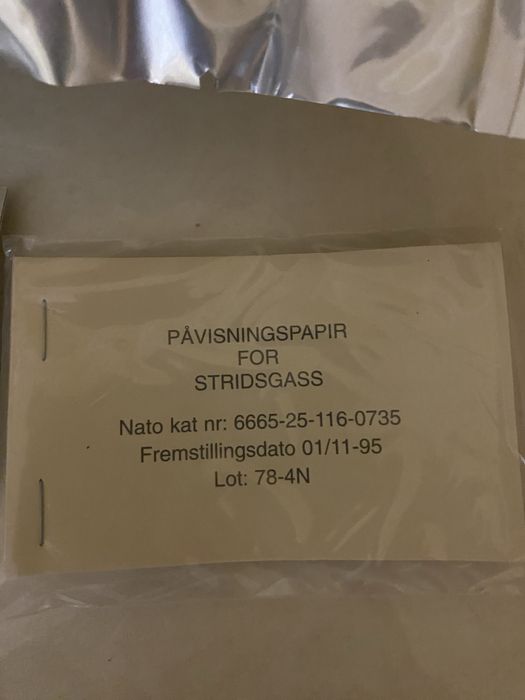 PÅVISNINGSPAPIR
FOR
STRIDSGASS
Nato kat nr: 6665-25-116-0735
Fremstillingsdato 01/11-95
Lot: 78-4N